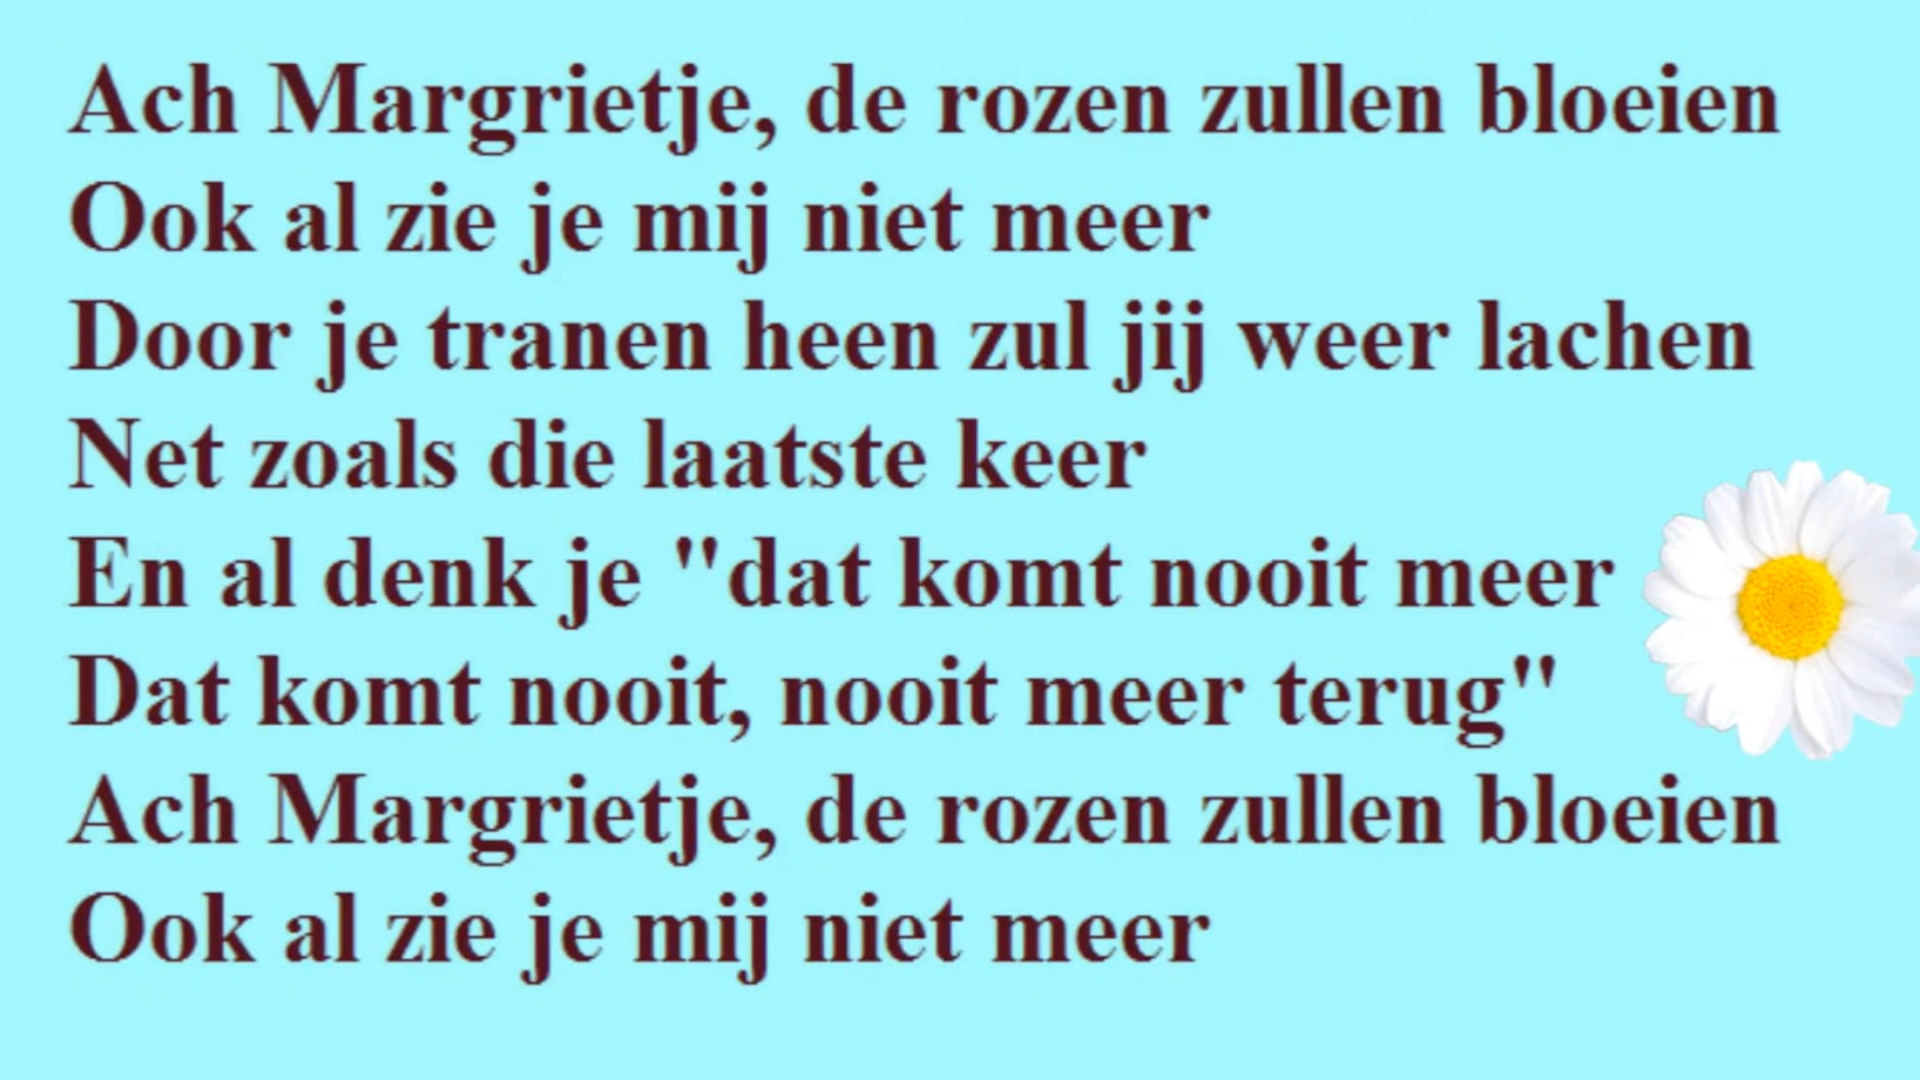 Ach Margrietje, de rozen zullen bloeien
Ook al zie je mij niet meer
Door je tranen heen zul jij weer lachen
Net zoals die laatste keer
En al denk je "dat komt nooit meer
Dat komt nooit, nooit meer terug"
Ach Margrietje, de rozen zullen bloeien
Ook al zie je mij niet meer